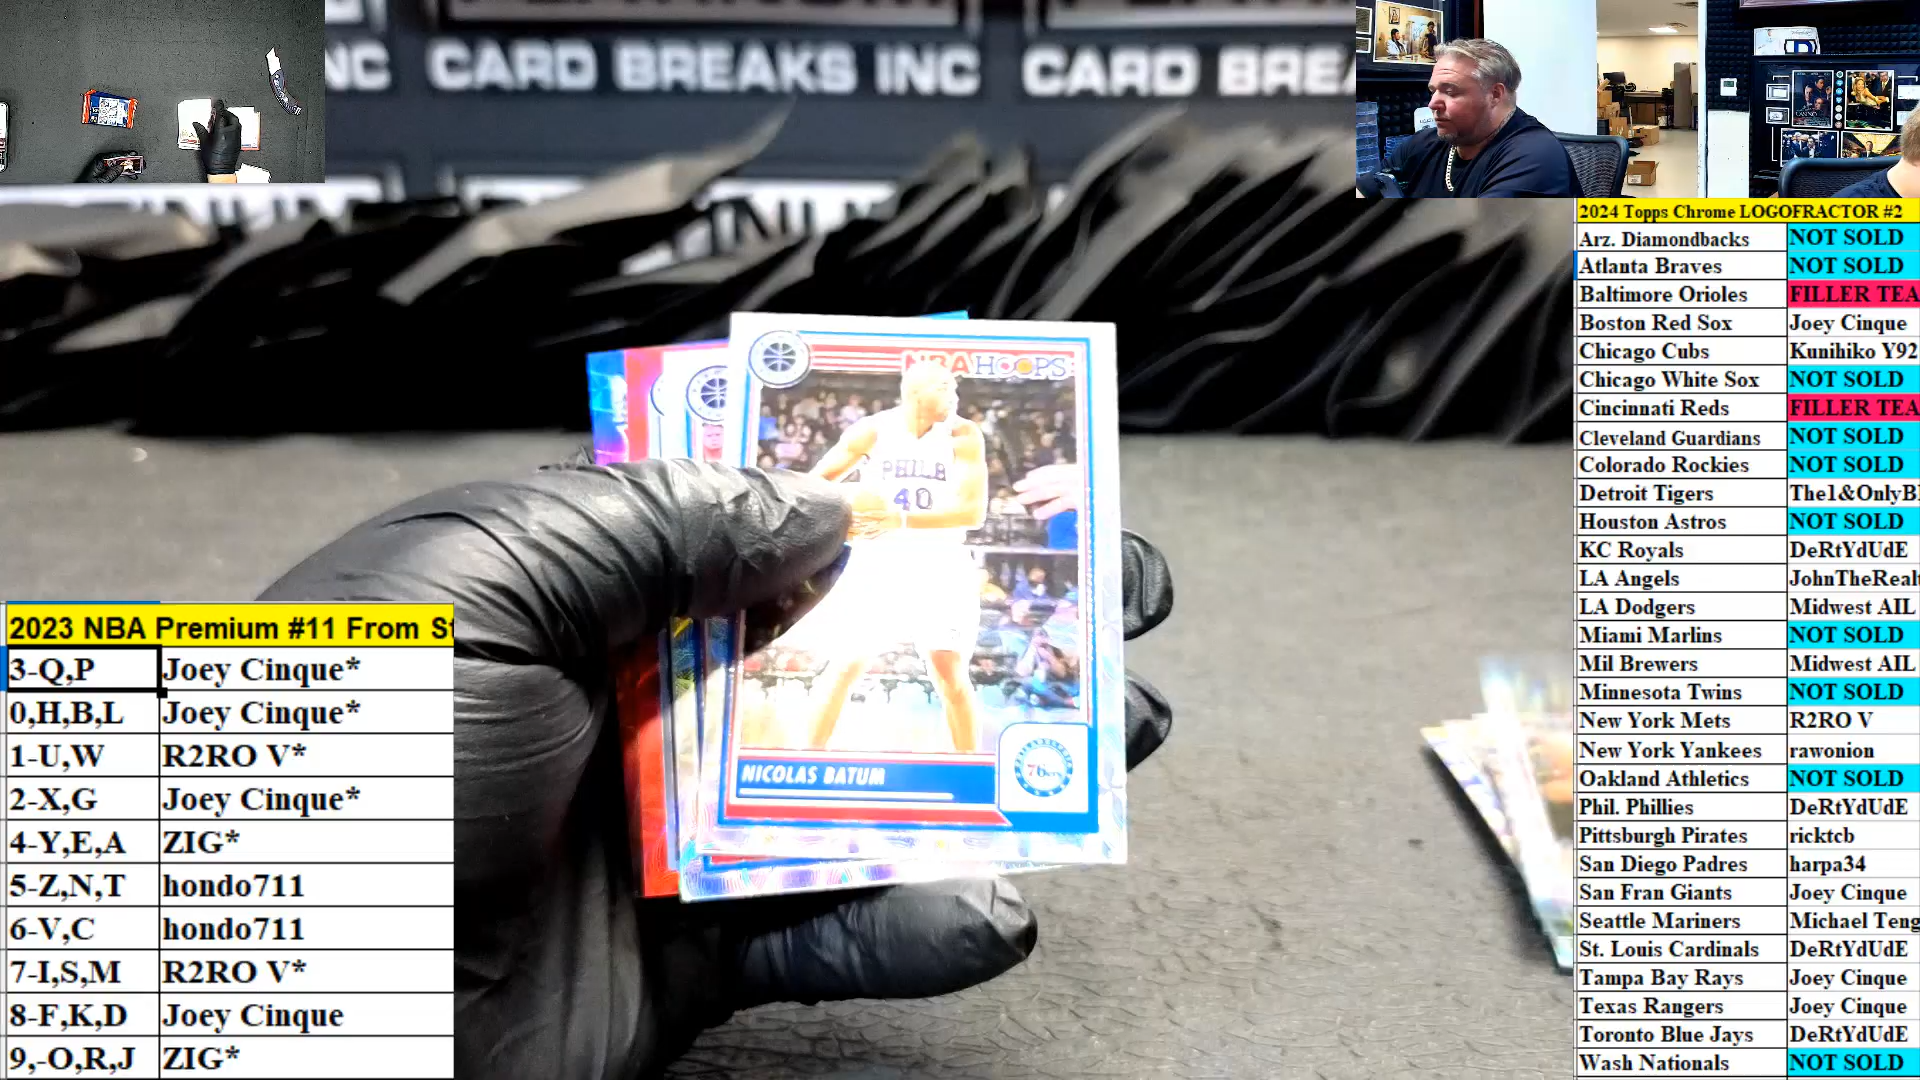 NC CARD BREAKS INC CARD BREA
NBA HOOPS
PHILA
40
NICOLAS BATUM
76ers
2023 NBA Premium #11 From St
3-Q,P Joey Cinque*
0,H,B,L Joey Cinque*
1-U,W R2RO V*
2-X,G Joey Cinque*
4-Y,E,A ZIG*
5-Z,N,T hondo711
6-V,C hondo711
7-I,S,M R2RO V*
8-F,K,D Joey Cinque
9,-O,R,J ZIG*
2024 Topps Chrome LOGOFRACTOR #2
Arz. Diamondbacks NOT SOLD
Atlanta Braves NOT SOLD
Baltimore Orioles FILLER TEA
Boston Red Sox Joey Cinque
Chicago Cubs Kunihiko Y92
Chicago White Sox NOT SOLD
Cincinnati Reds FILLER TEA
Cleveland Guardians NOT SOLD
Colorado Rockies NOT SOLD
Detroit Tigers The1&OnlyB
Houston Astros NOT SOLD
KC Royals DeRtYdUdE
LA Angels JohnTheRealt
LA Dodgers Midwest AIL
Miami Marlins NOT SOLD
Mil Brewers Midwest AIL
Minnesota Twins NOT SOLD
New York Mets R2RO V
New York Yankees rawonion
Oakland Athletics NOT SOLD
Phil. Phillies DeRtYdUdE
Pittsburgh Pirates ricktcb
San Diego Padres harpa34
San Fran Giants Joey Cinque
Seattle Mariners Michael Teng
St. Louis Cardinals DeRtYdUdE
Tampa Bay Rays Joey Cinque
Texas Rangers Joey Cinque
Toronto Blue Jays DeRtYdUdE
Wash Nationals NOT SOLD